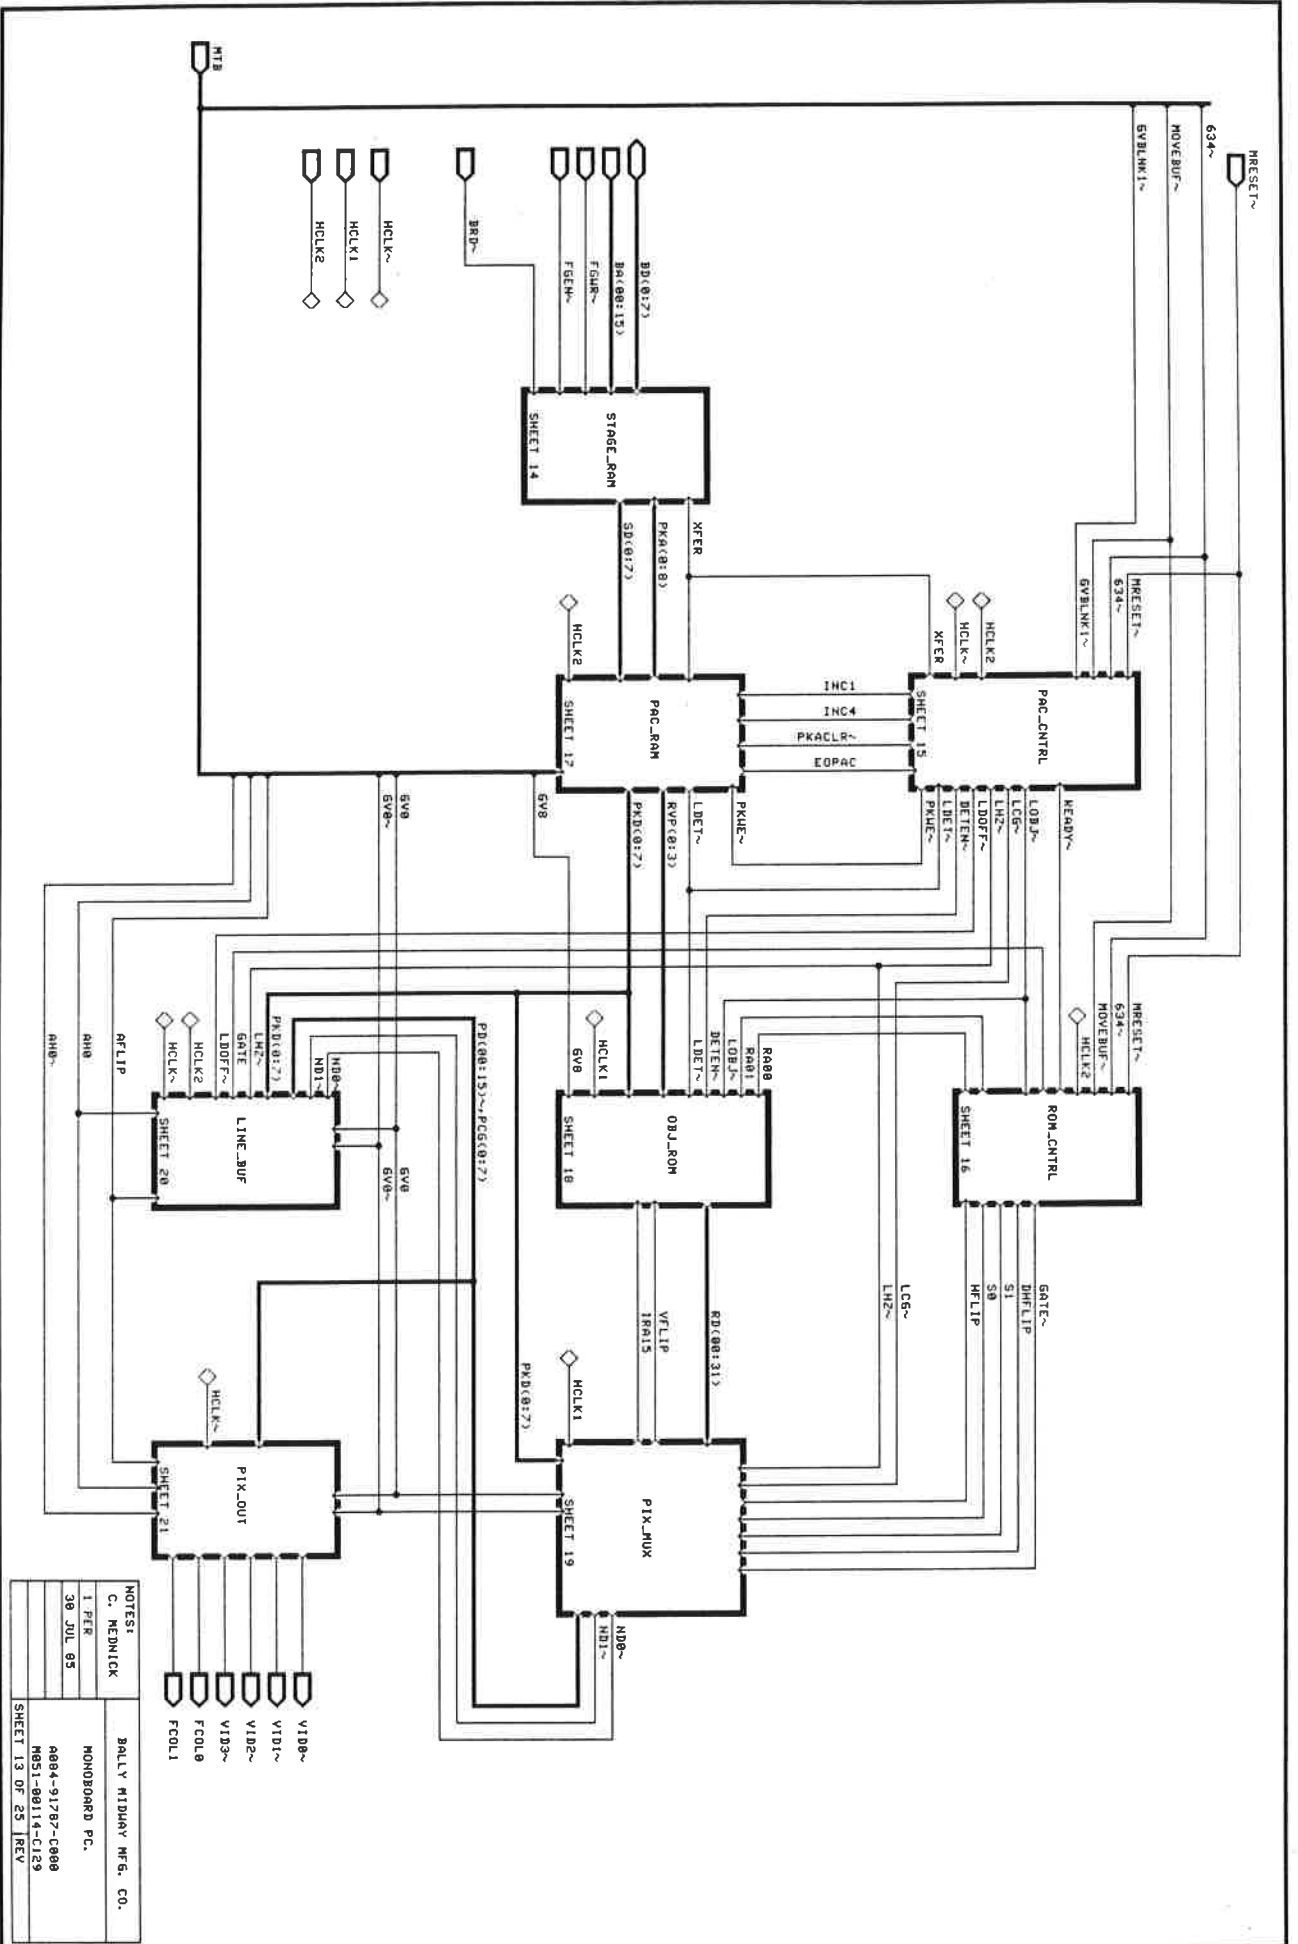 MTB
MRESET~
634~
MOVEBUF~
GVBLNK1~
BD(0:7)
BA(00:15)
FGWR~
FGEN~
BRD~
HCLK~
HCLK1
HCLK2
STAGE_RAM
SHEET 14
XFER
PKA(0:8)
SD(0:7)
MRESET~
634~
GVBLNK1~
HCLK2
HCLK~
XFER
PAC_CNTRL
SHEET 15
INC1
INC4
PKACLR~
EOPAC
HCLK2
PAC_RAM
SHEET 17
LOBJ~
LCG~
LHZ~
LDOFF~
DETEN~
LDET~
PKWE~
PKWE~
LDET~
RVP(0:3)
PKD(0:7)
GV8
GV0
GV0~
MRESET~
634~
MOVEBUF~
HCLK2
ROM_CNTRL
SHEET 16
RA00
RA01
LOBJ~
DETEN~
LDET~
HCLK1
GV8
OBJ_ROM
SHEET 18
PD(00:15)~,PCG(0:7)
ND0~
ND1~
PKD(0:7)
LHZ~
GATE
LDOFF~
HCLK2
HCLK~
LINE_BUF
SHEET 20
AFLIP
AH0
AH0~
GV0
GV0~
GATE~
DHFLIP
S1
S0
HFLIP
LCG~
LHZ~
RD(00:31)
VFLIP
IRA15
HCLK1
PKD(0:7)
PIX_MUX
SHEET 19
ND0~
ND1~
HCLK~
PIX_OUT
SHEET 21
VID0~
VID1~
VID2~
VID3~
FCOL0
FCOL1
NOTES:
C. MEDNICK
1 PER
30 JUL 85
BALLY MIDWAY MFG. CO.
MONOBOARD PC.
A084-91787-C000
M051-00114-C129
SHEET 13 OF 25
REV